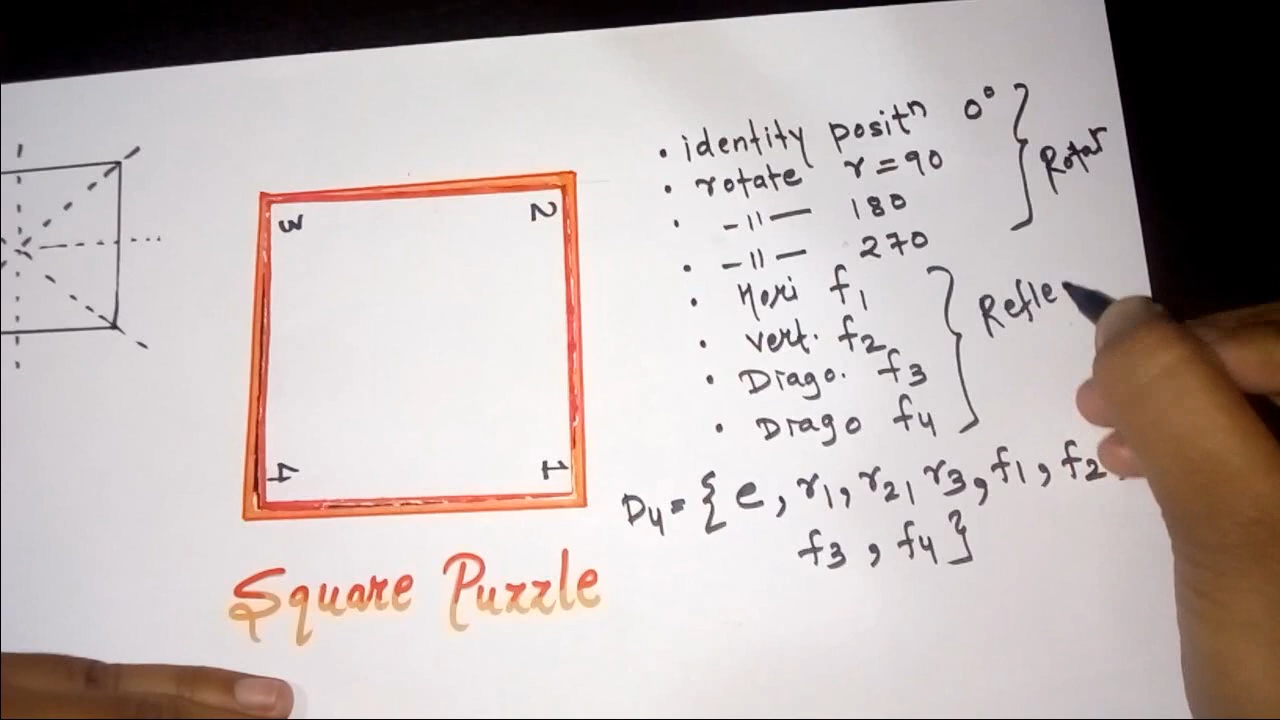 3 2
4 1
Square Puzzle
• identity positⁿ 0°
• rotate r = 90
• -〃- 180
• -〃- 270
Rotat
• Hori f1
• vert. f2
• Diago. f3
• Diago f4
Refle
D4 = { e, r1, r2, r3, f1, f2,
f3, f4 }